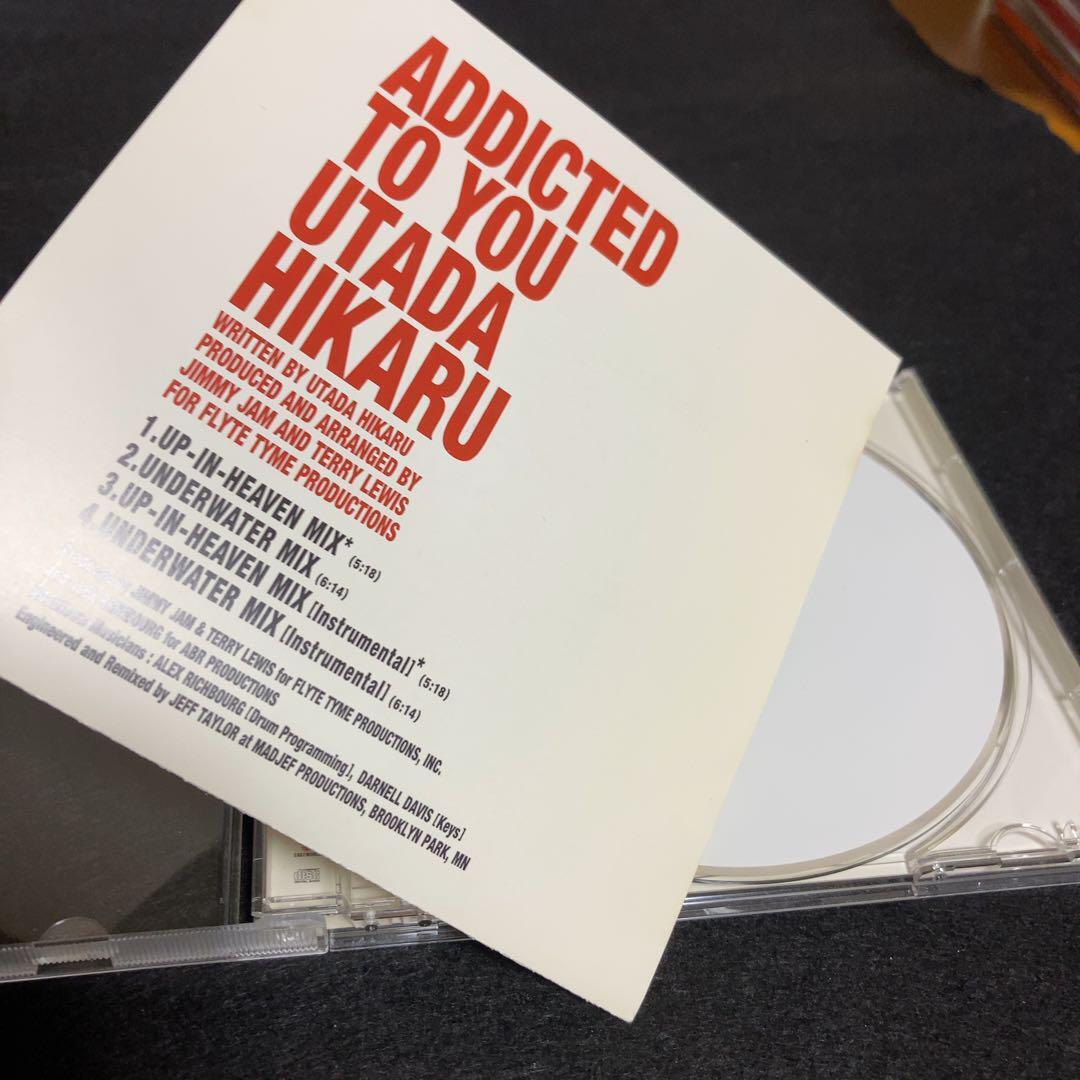 ADDICTED
TO YOU
UTADA
HIKARU
WRITTEN BY UTADA HIKARU
PRODUCED AND ARRANGED BY
JIMMY JAM AND TERRY LEWIS
FOR FLYTE TYME PRODUCTIONS
1.UP-IN-HEAVEN MIX* (5:18)
2.UNDERWATER MIX (6:14)
3.UP-IN-HEAVEN MIX [Instrumental]* (5:18)
4.UNDERWATER MIX [Instrumental] (6:14)
JIMMY JAM & TERRY LEWIS for FLYTE TYME PRODUCTIONS, INC.
for ABR PRODUCTIONS
Musicians : ALEX RICHBOURG [Drum Programming], DARNELL DAVIS [Keys]
Engineered and Remixed by JEFF TAYLOR at MADJEF PRODUCTIONS, BROOKLYN PARK, MN